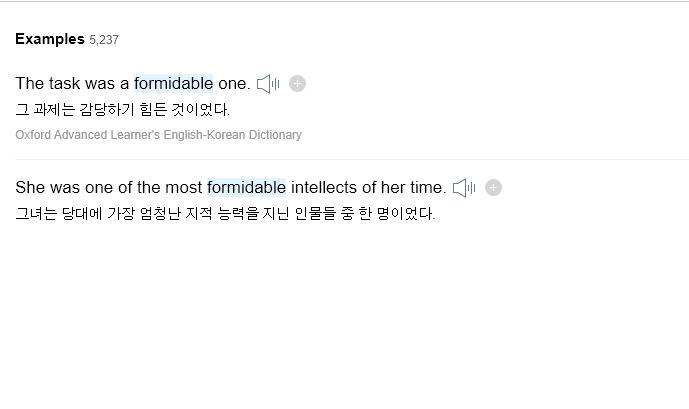 Examples 5,237
The task was a formidable one.
그 과제는 감당하기 힘든 것이었다.
Oxford Advanced Learner's English-Korean Dictionary
She was one of the most formidable intellects of her time.
그녀는 당대에 가장 엄청난 지적 능력을 지닌 인물들 중 한 명이었다.